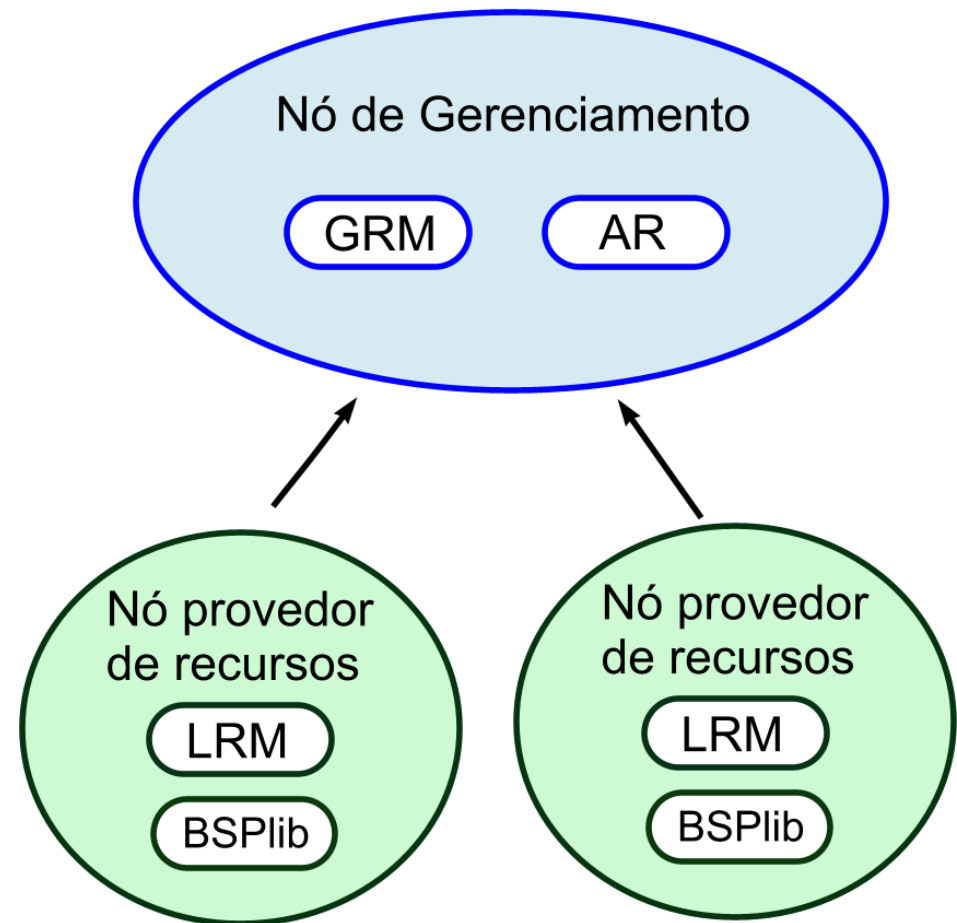 Nó de Gerenciamento
GRM
AR
Nó provedor
de recursos
LRM
BSPlib
Nó provedor
de recursos
LRM
BSPlib